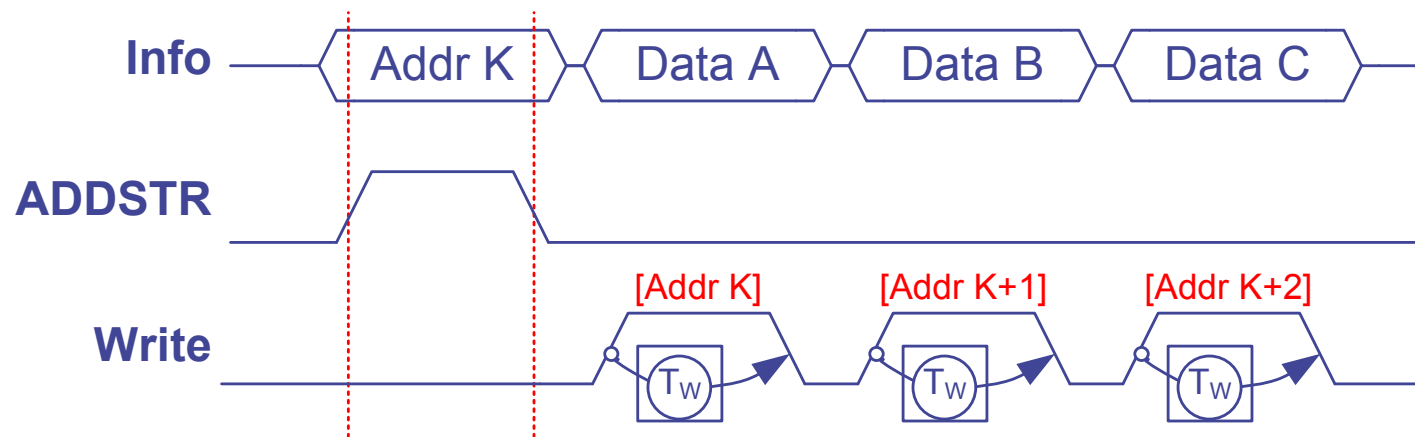 Info Addr K Data A Data B Data C
ADDSTR
[Addr K] [Addr K+1] [Addr K+2]
Write
TW TW TW